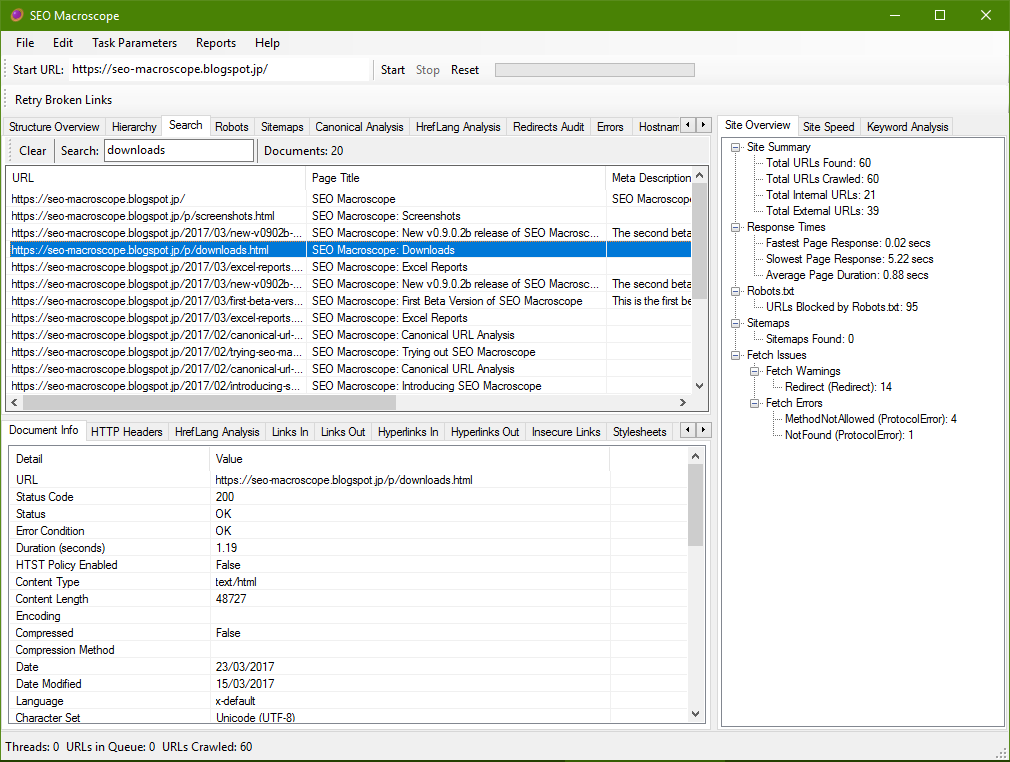 SEO Macroscope
File Edit Task Parameters Reports Help
Start URL: https://seo-macroscope.blogspot.jp/ Start Stop Reset
Retry Broken Links
Structure Overview Hierarchy Search Robots Sitemaps Canonical Analysis HrefLang Analysis Redirects Audit Errors Hostnam
Clear Search: downloads Documents: 20
URL Page Title Meta Description
https://seo-macroscope.blogspot.jp/ SEO Macroscope SEO Macroscope
https://seo-macroscope.blogspot.jp/p/screenshots.html SEO Macroscope: Screenshots
https://seo-macroscope.blogspot.jp/2017/03/new-v0902b-... SEO Macroscope: New v0.9.0.2b release of SEO Macrosc... The second beta
https://seo-macroscope.blogspot.jp/p/downloads.html SEO Macroscope: Downloads
https://seo-macroscope.blogspot.jp/2017/03/excel-reports.... SEO Macroscope: Excel Reports
https://seo-macroscope.blogspot.jp/2017/03/new-v0902b-... SEO Macroscope: New v0.9.0.2b release of SEO Macrosc... The second beta
https://seo-macroscope.blogspot.jp/2017/03/first-beta-vers... SEO Macroscope: First Beta Version of SEO Macroscope This is the first be
https://seo-macroscope.blogspot.jp/2017/03/excel-reports.... SEO Macroscope: Excel Reports
https://seo-macroscope.blogspot.jp/2017/02/canonical-url-... SEO Macroscope: Canonical URL Analysis
https://seo-macroscope.blogspot.jp/2017/02/trying-seo-ma... SEO Macroscope: Trying out SEO Macroscope
https://seo-macroscope.blogspot.jp/2017/02/canonical-url-... SEO Macroscope: Canonical URL Analysis
https://seo-macroscope.blogspot.jp/2017/02/introducing-s... SEO Macroscope: Introducing SEO Macroscope
Document Info HTTP Headers HrefLang Analysis Links In Links Out Hyperlinks In Hyperlinks Out Insecure Links Stylesheets
Detail Value
URL https://seo-macroscope.blogspot.jp/p/downloads.html
Status Code 200
Status OK
Error Condition OK
Duration (seconds) 1.19
HTST Policy Enabled False
Content Type text/html
Content Length 48727
Encoding
Compressed False
Compression Method
Date 23/03/2017
Date Modified 15/03/2017
Language x-default
Character Set Unicode (UTF-8)
Site Overview Site Speed Keyword Analysis
Site Summary
Total URLs Found: 60
Total URLs Crawled: 60
Total Internal URLs: 21
Total External URLs: 39
Response Times
Fastest Page Response: 0.02 secs
Slowest Page Response: 5.22 secs
Average Page Duration: 0.88 secs
Robots.txt
URLs Blocked by Robots.txt: 95
Sitemaps
Sitemaps Found: 0
Fetch Issues
Fetch Warnings
Redirect (Redirect): 14
Fetch Errors
MethodNotAllowed (ProtocolError): 4
NotFound (ProtocolError): 1
Threads: 0 URLs in Queue: 0 URLs Crawled: 60